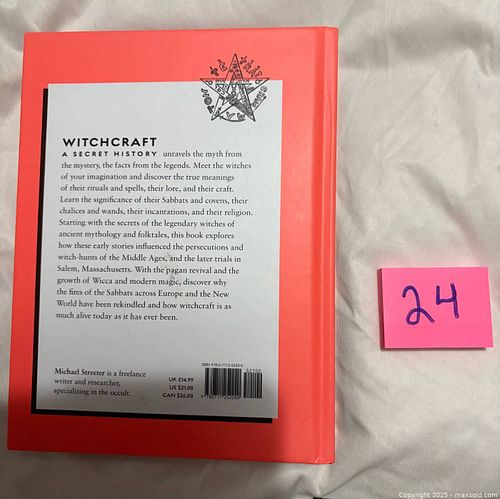 WITCHCRAFT
A SECRET HISTORY unravels the myth from
the mystery, the facts from the legends. Meet the witches
of your imagination and discover the true meanings
of their rituals and spells, their lore, and their craft.
Learn the significance of their Sabbats and covens, their
chalices and wands, their incantations, and their religion.
Starting with the secrets of the legendary witches of
ancient mythology and folktales, this book explores
how these early stories influenced the persecutions and
witch-hunts of the Middle Ages, and the later trials in
Salem, Massachusetts. With the pagan revival and the
growth of Wicca and modern magic, discover why
the fires of the Sabbats across Europe and the New
World have been rekindled and how witchcraft is as
much alive today as it has ever been.
Michael Streeter is a freelance
writer and researcher,
specializing in the occult.
UK £14.99
US $21.00
CAN $26.00
ISBN 978-0-7112-5224-0
52100
24
Copyright © 2025 - maxsold.com